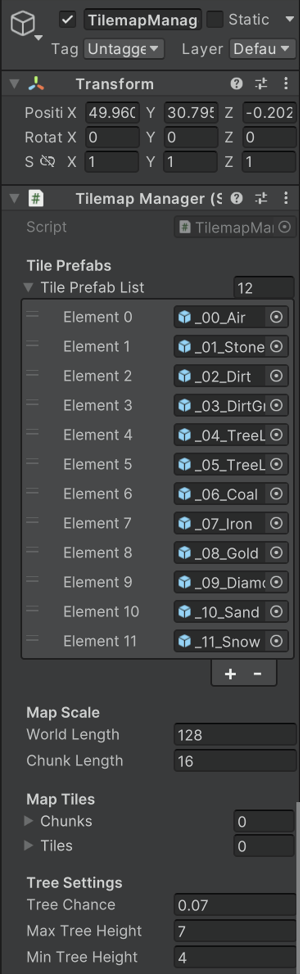 TilemapManag
Static
Tag Untagge
Layer Defau
Transform
Positi X 49.960 Y 30.795 Z -0.202
Rotat X 0 Y 0 Z 0
S X 1 Y 1 Z 1
# Tilemap Manager (S
Script # TilemapMa
Tile Prefabs
Tile Prefab List 12
Element 0 _00_Air
Element 1 _01_Stone
Element 2 _02_Dirt
Element 3 _03_DirtG
Element 4 _04_TreeL
Element 5 _05_TreeL
Element 6 _06_Coal
Element 7 _07_Iron
Element 8 _08_Gold
Element 9 _09_Diam
Element 10 _10_Sand
Element 11 _11_Snow
+ -
Map Scale
World Length 128
Chunk Length 16
Map Tiles
Chunks 0
Tiles 0
Tree Settings
Tree Chance 0.07
Max Tree Height 7
Min Tree Height 4